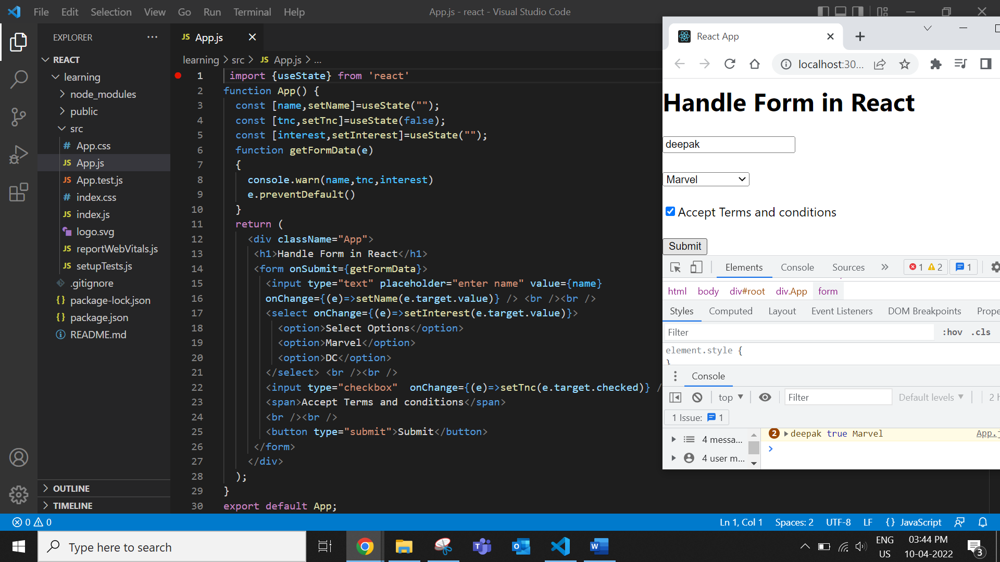 File Edit Selection View Go Run Terminal Help
App.js - react - Visual Studio Code
EXPLORER
REACT
learning
node_modules
public
src
# App.css
JS App.js
JS App.test.js
# index.css
JS index.js
logo.svg
JS reportWebVitals.js
JS setupTests.js
.gitignore
{} package-lock.json
{} package.json
README.md
OUTLINE
TIMELINE
JS App.js
learning > src > JS App.js > ...
1 import {useState} from 'react'
2 function App() {
3 const [name,setName]=useState("");
4 const [tnc,setTnc]=useState(false);
5 const [interest,setInterest]=useState("");
6 function getFormData(e)
7 {
8 console.warn(name,tnc,interest)
9 e.preventDefault()
10 }
11 return (
12 <div className="App">
13 <h1>Handle Form in React</h1>
14 <form onSubmit={getFormData}>
15 <input type="text" placeholder="enter name" value={name}
16 onChange={(e)=>setName(e.target.value)} /> <br /><br />
17 <select onChange={(e)=>setInterest(e.target.value)}>
18 <option>Select Options</option>
19 <option>Marvel</option>
20 <option>DC</option>
21 </select> <br /><br />
22 <input type="checkbox"  onChange={(e)=>setTnc(e.target.checked)} /
23 <span>Accept Terms and conditions</span>
24 <br /><br />
25 <button type="submit">Submit</button>
26 </form>
27 </div>
28 );
29 }
30 export default App;
React App
localhost:30...
Handle Form in React
deepak
Marvel
Accept Terms and conditions
Submit
Elements Console Sources » 1 2 1
html body div#root div.App form
Styles Computed Layout Event Listeners DOM Breakpoints Prope
Filter :hov .cls
element.style {
}
Console
top Filter Default levels 2 h
1 Issue: 1
4 messa...
4 user m...
2 deepak true Marvel App.j
0 0
Ln 1, Col 1 Spaces: 2 UTF-8 LF {} JavaScript
Type here to search
ENG
US
03:44 PM
10-04-2022
3